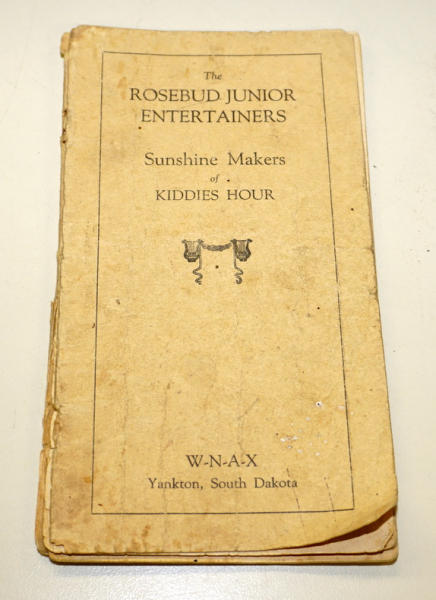 The
ROSEBUD JUNIOR
ENTERTAINERS
Sunshine Makers
of
KIDDIES HOUR
W-N-A-X
Yankton, South Dakota